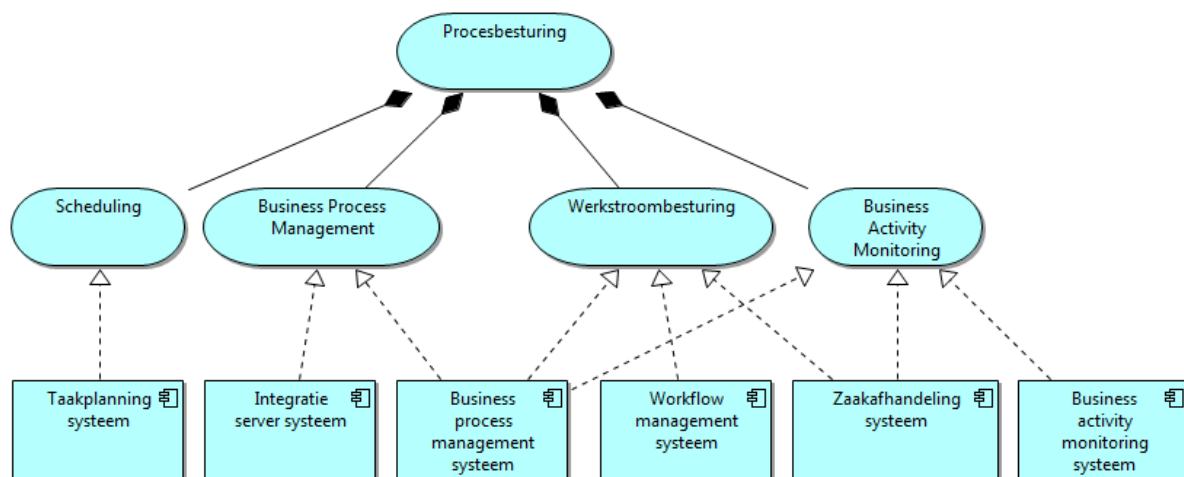 Procesbesturing
Scheduling
Business Process
Management
Werkstroombesturing
Business
Activity
Monitoring
Taakplanning
systeem
Integratie
server systeem
Business
process
management
systeem
Workflow
management
systeem
Zaakafhandeling
systeem
Business
activity
monitoring
systeem